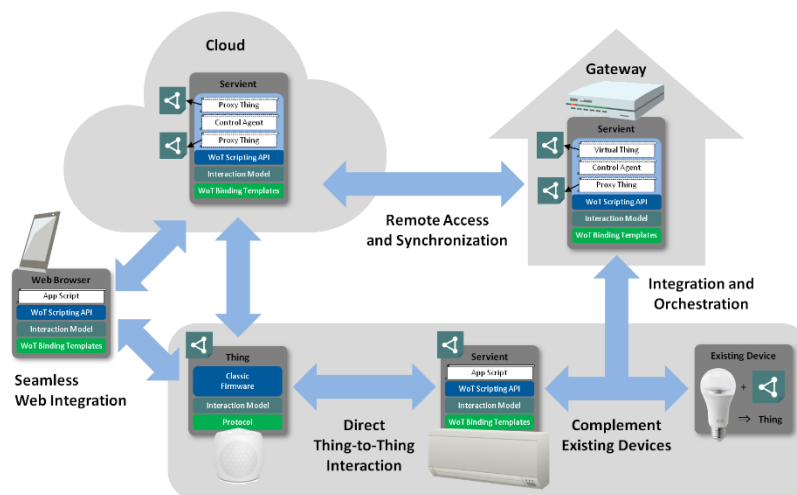 Cloud
Servient
Proxy Thing
Control Agent
Proxy Thing
WoT Scripting API
Interaction Model
WoT Binding Templates
Gateway
Servient
Virtual Thing
Control Agent
Proxy Thing
WoT Scripting API
Interaction Model
WoT Binding Templates
Remote Access
and Synchronization
Web Browser
App Script
WoT Scripting API
Interaction Model
WoT Binding Templates
Seamless
Web Integration
Integration and
Orchestration
Thing
Classic
Firmware
Interaction Model
Protocol
Direct
Thing-to-Thing
Interaction
Servient
App Script
WoT Scripting API
Interaction Model
WoT Binding Templates
Complement
Existing Devices
Existing Device
+
⇒ Thing